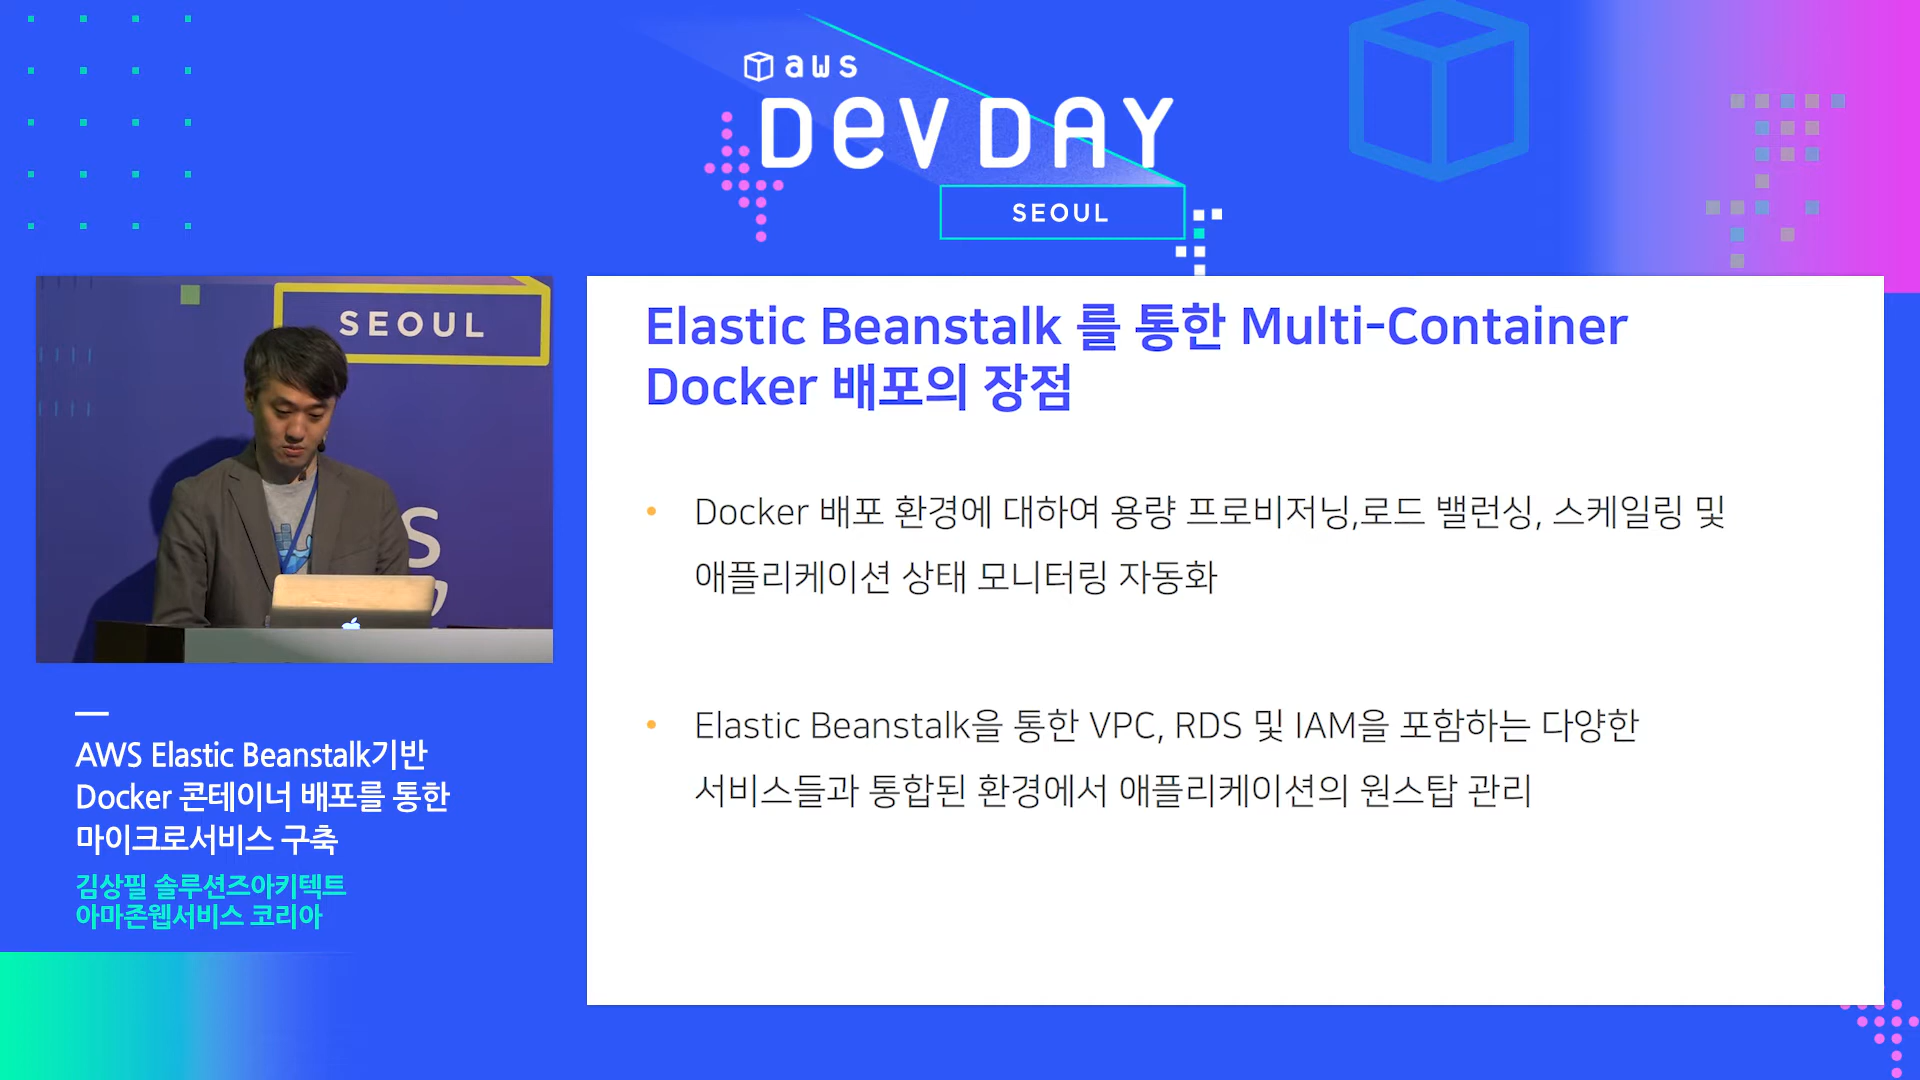 aws
DEV DAY
SEOUL
SEOUL
Elastic Beanstalk 를 통한 Multi-Container
Docker 배포의 장점
• Docker 배포 환경에 대하여 용량 프로비저닝,로드 밸런싱, 스케일링 및
애플리케이션 상태 모니터링 자동화
• Elastic Beanstalk을 통한 VPC, RDS 및 IAM을 포함하는 다양한
서비스들과 통합된 환경에서 애플리케이션의 원스탑 관리
AWS Elastic Beanstalk기반
Docker 콘테이너 배포를 통한
마이크로서비스 구축
김상필 솔루션즈아키텍트
아마존웹서비스 코리아